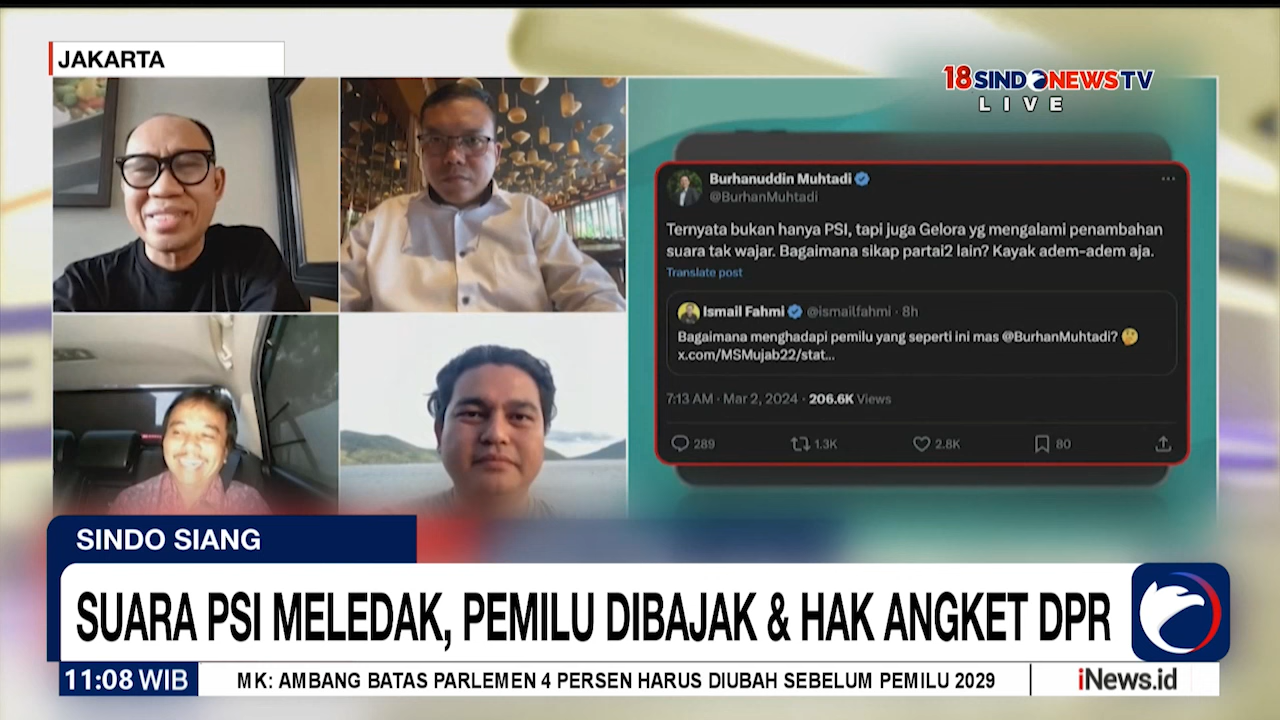 JAKARTA
18 SINDONEWS TV
LIVE
Burhanuddin Muhtadi
@BurhanMuhtadi
Ternyata bukan hanya PSI, tapi juga Gelora yg mengalami penambahan
suara tak wajar. Bagaimana sikap partai2 lain? Kayak adem-adem aja.
Translate post
Ismail Fahmi @ismailfahmi · 8h
Bagaimana menghadapi pemilu yang seperti ini mas @BurhanMuhtadi? 🤔
x.com/MSMujab22/stat...
7:13 AM · Mar 2, 2024 · 206.6K Views
289 1.3K 2.8K 80
SINDO SIANG
SUARA PSI MELEDAK, PEMILU DIBAJAK & HAK ANGKET DPR
11:08 WIB MK: AMBANG BATAS PARLEMEN 4 PERSEN HARUS DIUBAH SEBELUM PEMILU 2029 iNews.id